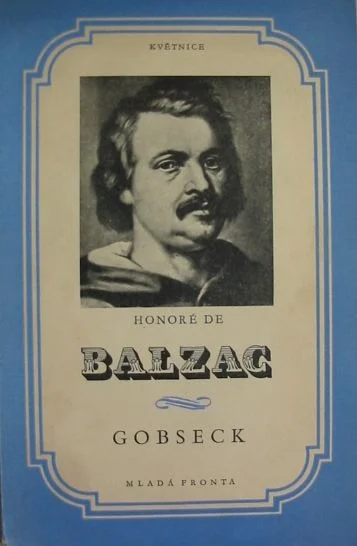 KVĚTNICE
HONORÉ DE
BALZAC
GOBSECK
MLADÁ FRONTA